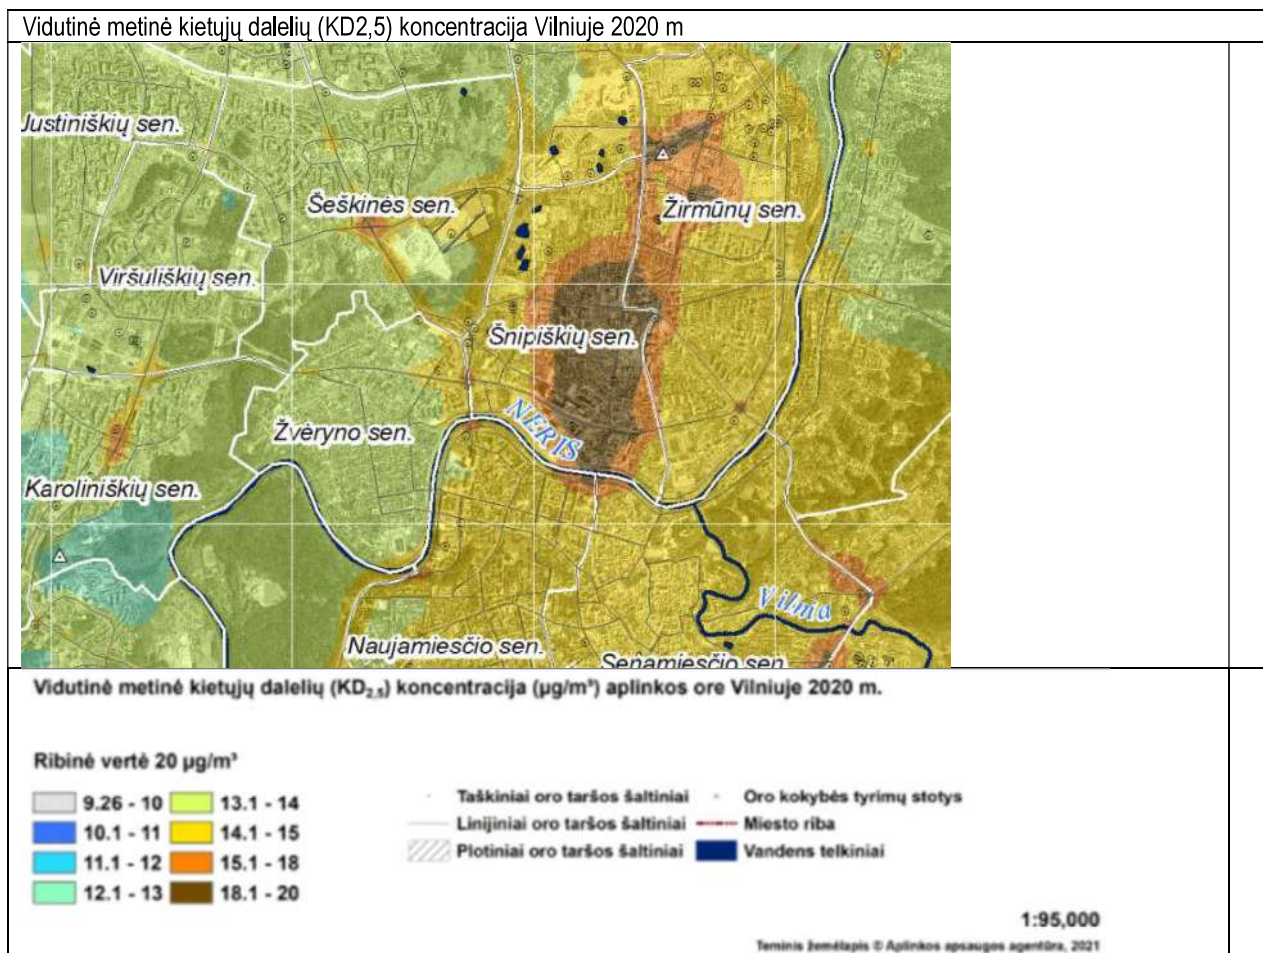 Vidutinė metinė kietųjų dalelių (KD2,5) koncentracija Vilniuje 2020 m
Justiniškių sen.
Šeškinės sen.
Žirmūnų sen.
Viršuliškių sen.
Šnipiškių sen.
NERIS
Žvėryno sen.
Karoliniškių sen.
Vilnia
Naujamiesčio sen.
Senamiesčio sen.
Vidutinė metinė kietųjų dalelių (KD2,5) koncentracija (µg/m³) aplinkos ore Vilniuje 2020 m.
Ribinė vertė 20 µg/m³
9.26 - 10 13.1 - 14 Taškiniai oro taršos šaltiniai Oro kokybės tyrimų stotys
10.1 - 11 14.1 - 15 Linijiniai oro taršos šaltiniai Miesto riba
11.1 - 12 15.1 - 18 Plotiniai oro taršos šaltiniai Vandens telkiniai
12.1 - 13 18.1 - 20
1:95,000
Teminis žemėlapis © Aplinkos apsaugos agentūra, 2021